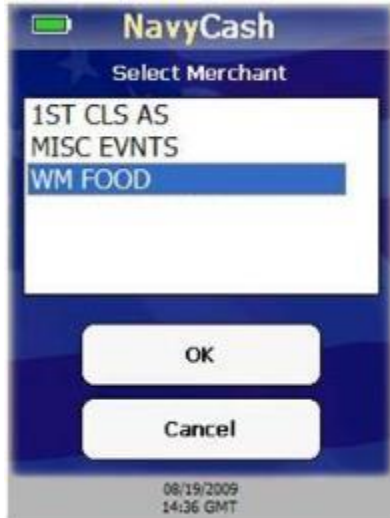 NavyCash
Select Merchant
1ST CLS AS
MISC EVNTS
WM FOOD
OK
Cancel
08/19/2009
14:36 GMT